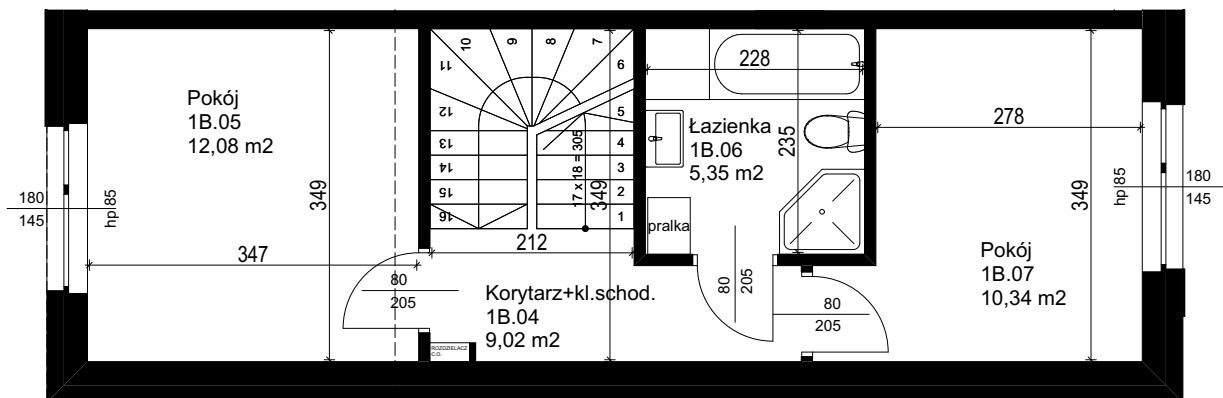 Pokój
1B.05
12,08 m2
349
347
180
145
hp 85
80
205
10
9
8
7
11
6
12
5
13
4
14
3
15
2
16
1
17 x 18 = 305
349
212
Korytarz+kl.schod.
1B.04
9,02 m2
ROZDZIELACZ
C.O.
228
Łazienka
1B.06
5,35 m2
235
pralka
80
205
80
205
278
349
Pokój
1B.07
10,34 m2
hp 85
180
145